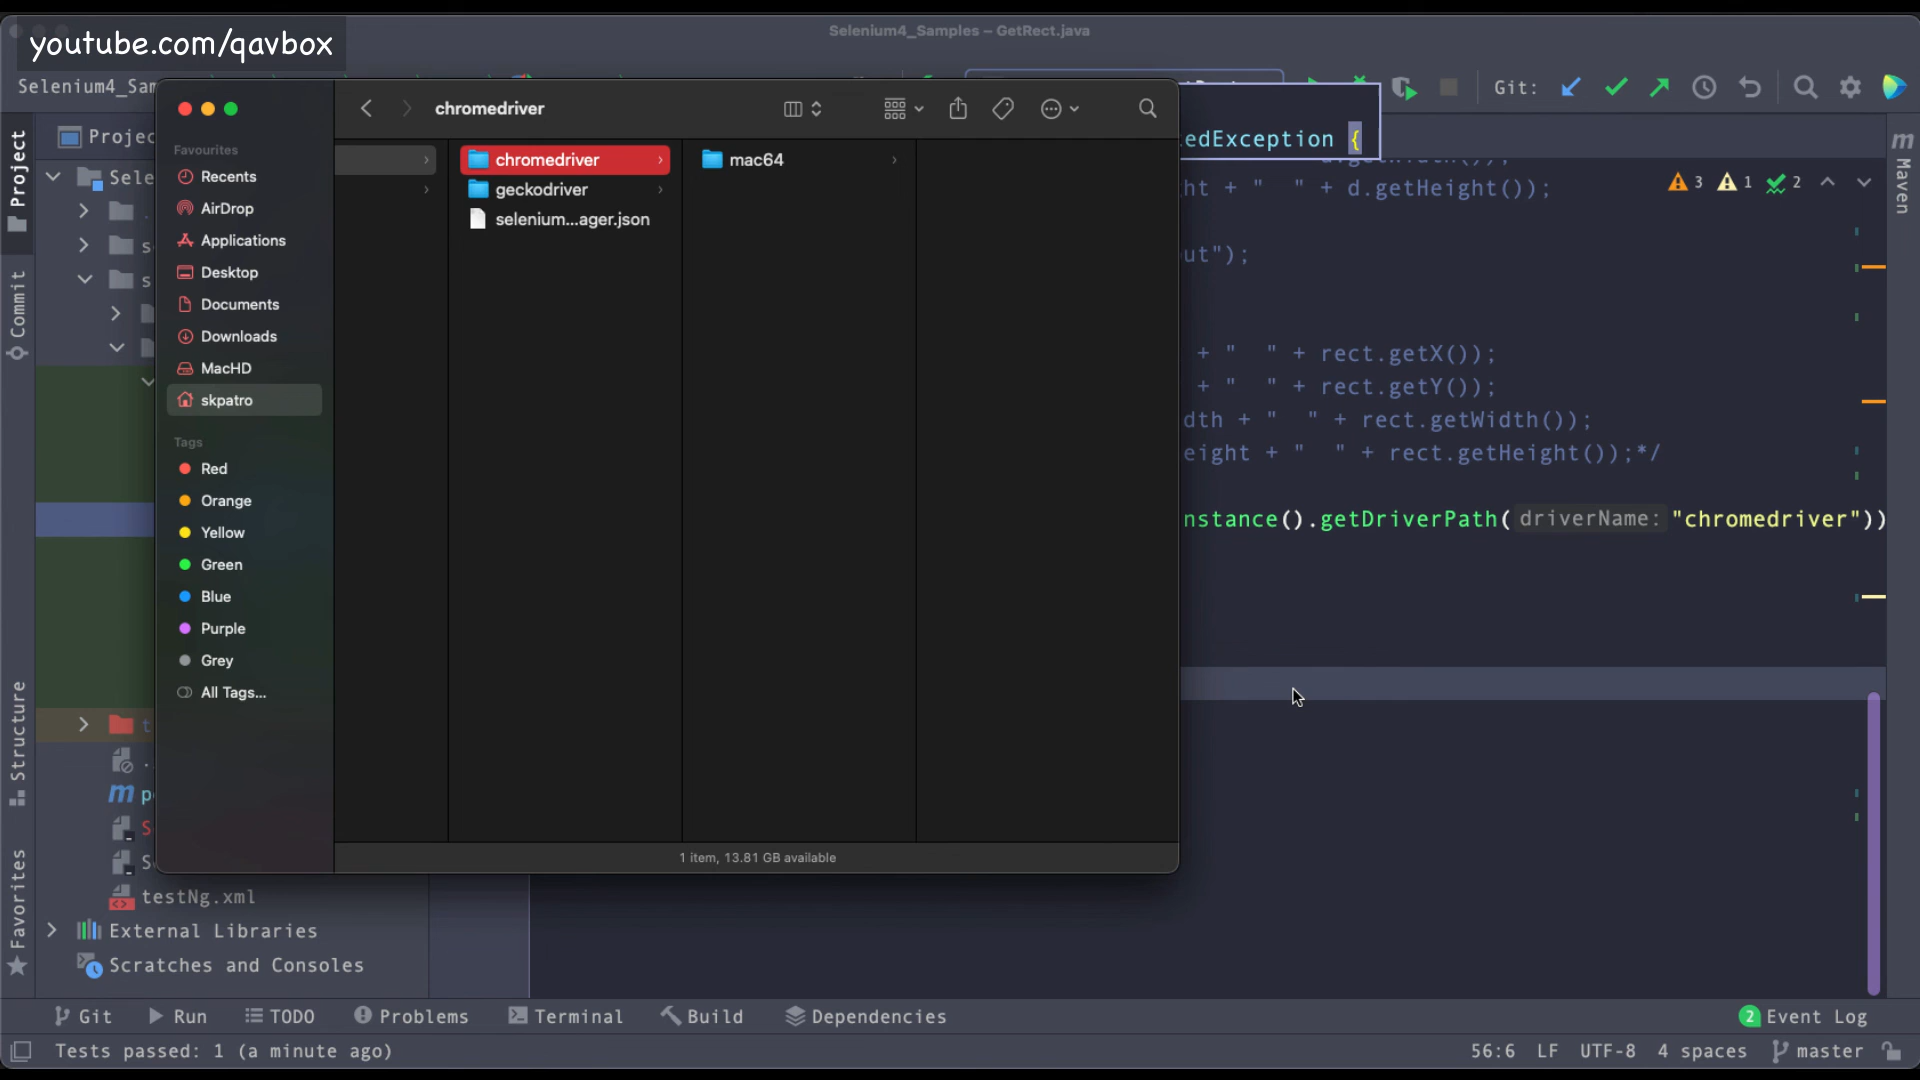 youtube.com/qavbox
Selenium4_Samples – GetRect.java
Selenium4_Sam
Git:
chromedriver
Project
Commit
Structure
Favorites
Maven
Projec
Sele
Favourites
Recents
AirDrop
Applications
Desktop
Documents
Downloads
MacHD
skpatro
Tags
Red
Orange
Yellow
Green
Blue
Purple
Grey
All Tags...
chromedriver
geckodriver
selenium...ager.json
mac64
1 item, 13.81 GB available
edException {
ht + " " + d.getHeight());
3 1 2
ut");
+ " " + rect.getX());
+ " " + rect.getY());
dth + " " + rect.getWidth());
eight + " " + rect.getHeight());*/
nstance().getDriverPath( driverName: "chromedriver"))
testNg.xml
External Libraries
Scratches and Consoles
Git
Run
TODO
Problems
Terminal
Build
Dependencies
2 Event Log
Tests passed: 1 (a minute ago)
56:6 LF UTF-8 4 spaces master